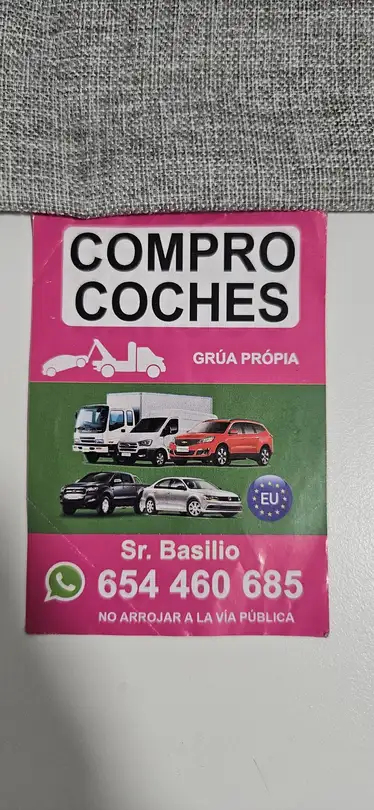 COMPRO
COCHES
GRÚA PRÓPIA
EU
Sr. Basilio
654 460 685
NO ARROJAR A LA VÍA PÚBLICA